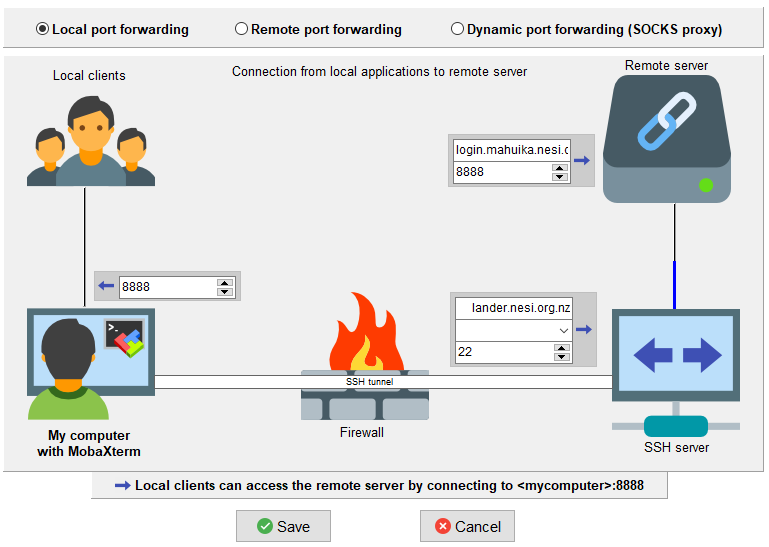 Local port forwarding
Remote port forwarding
Dynamic port forwarding (SOCKS proxy)
Local clients
Connection from local applications to remote server
Remote server
login.mahuika.nesi.c
8888
8888
lander.nesi.org.nz
22
SSH tunnel
My computer
with MobaXterm
Firewall
SSH server
Local clients can access the remote server by connecting to <mycomputer>:8888
Save
Cancel